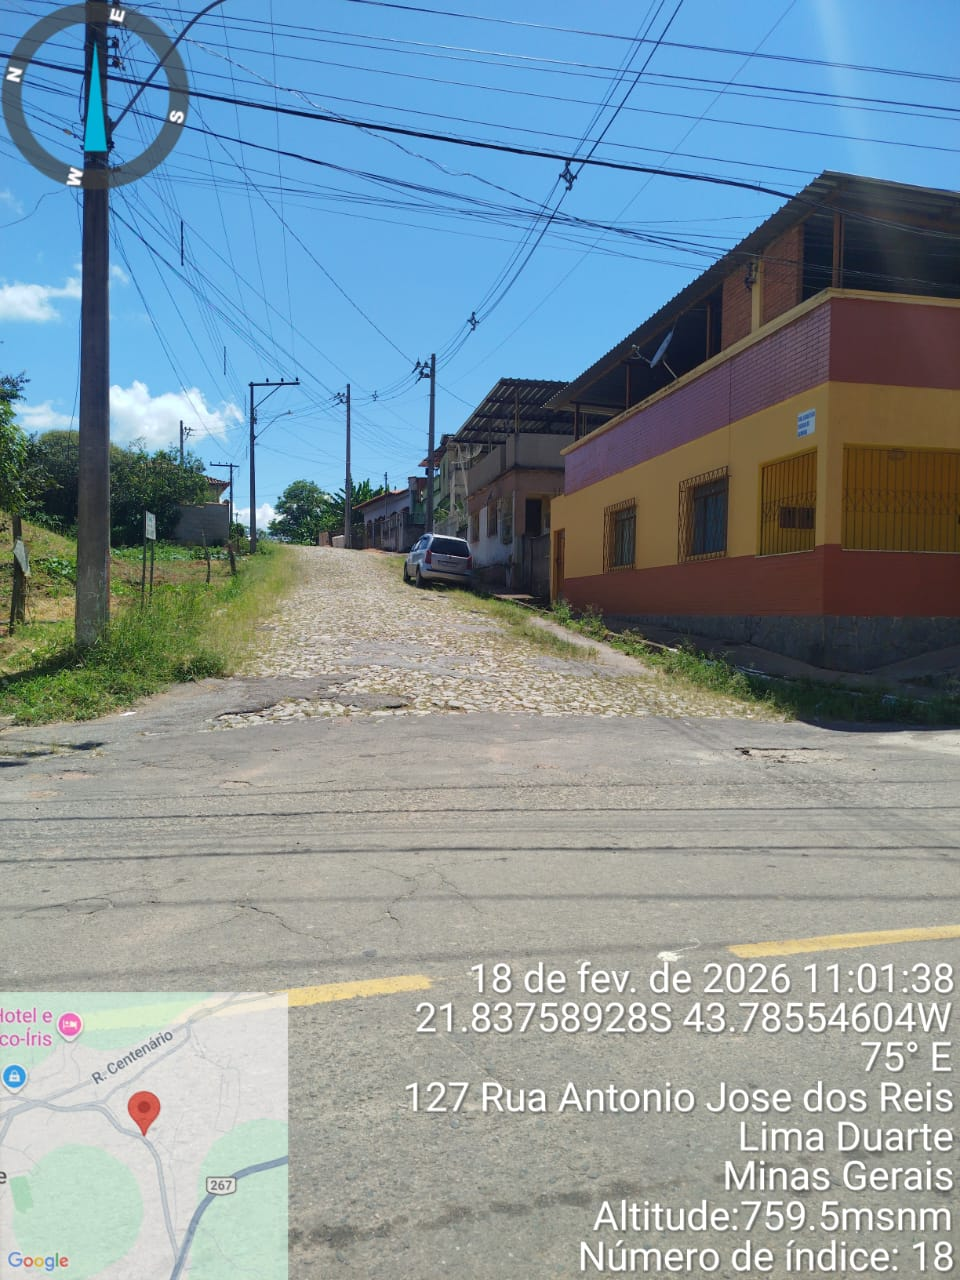 N
E
S
W
18 de fev. de 2026 11:01:38
21.83758928S 43.78554604W
75° E
127 Rua Antonio Jose dos Reis
Lima Duarte
Minas Gerais
Altitude:759.5msnm
Número de índice: 18
Hotel e
co-Íris
R. Centenário
267
e
Google